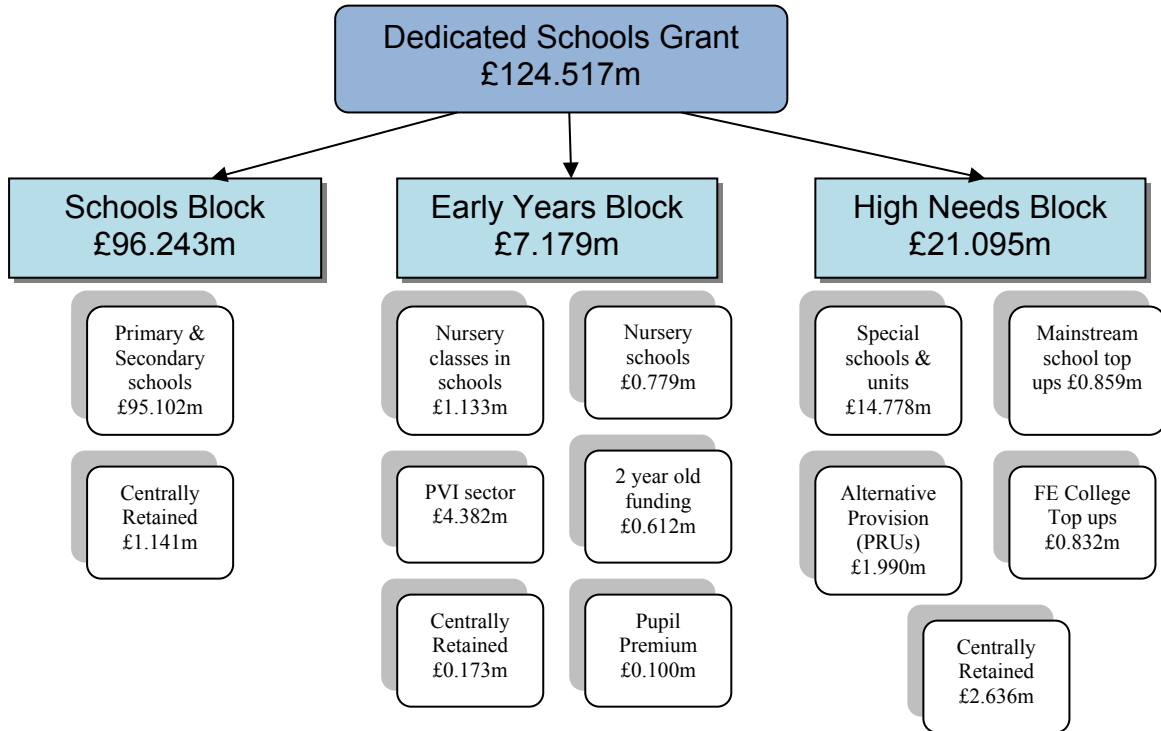 Dedicated Schools Grant
£124.517m
Schools Block
£96.243m
Early Years Block
£7.179m
High Needs Block
£21.095m
Primary &
Secondary
schools
£95.102m
Centrally
Retained
£1.141m
Nursery
classes in
schools
£1.133m
Nursery
schools
£0.779m
PVI sector
£4.382m
2 year old
funding
£0.612m
Centrally
Retained
£0.173m
Pupil
Premium
£0.100m
Special
schools &
units
£14.778m
Mainstream
school top
ups £0.859m
Alternative
Provision
(PRUs)
£1.990m
FE College
Top ups
£0.832m
Centrally
Retained
£2.636m